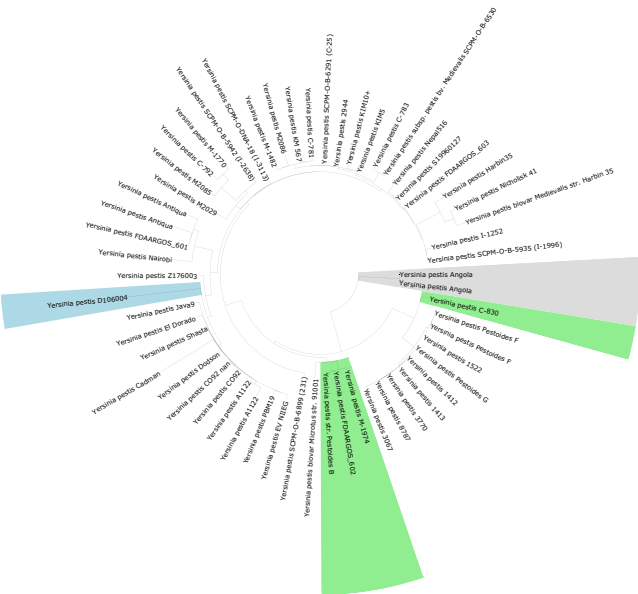 Yersinia pestis SCPM-O-B-6291 (C-25)
Yersinia pestis 2944
Yersinia pestis KIM10+
Yersinia pestis KIM5
Yersinia pestis C-783
Yersinia pestis subsp. pestis bv. Medievalis SCPM-O-B-6530
Yersinia pestis Nepal516
Yersinia pestis S19960127
Yersinia pestis FDAARGOS_603
Yersinia pestis Harbin35
Yersinia pestis Nicholisk 41
Yersinia pestis biovar Medievalis str. Harbin 35
Yersinia pestis I-1252
Yersinia pestis SCPM-O-B-5935 (I-1996)
Yersinia pestis Angola
Yersinia pestis Angola
Yersinia pestis C-830
Yersinia pestis Pestoides F
Yersinia pestis Pestoides F
Yersinia pestis 1522
Yersinia pestis Pestoides G
Yersinia pestis 1412
Yersinia pestis 1413
Yersinia pestis 3770
Yersinia pestis 8787
Yersinia pestis 3067
Yersinia pestis M-1974
Yersinia pestis FDAARGOS_602
Yersinia pestis str. Pestoides B
Yersinia pestis biovar Microtus str. 91001
Yersinia pestis SCPM-O-B-6899 (231)
Yersinia pestis EV NIIEG
Yersinia pestis PBM19
Yersinia pestis A1122
Yersinia pestis A1122
Yersinia pestis CO92
Yersinia pestis CO92 nan
Yersinia pestis Dodson
Yersinia pestis Cadman
Yersinia pestis Shasta
Yersinia pestis El Dorado
Yersinia pestis Java9
Yersinia pestis D106004
Yersinia pestis Z176003
Yersinia pestis Nairobi
Yersinia pestis FDAARGOS_601
Yersinia pestis Antiqua
Yersinia pestis Antiqua
Yersinia pestis M2029
Yersinia pestis M2085
Yersinia pestis C-792
Yersinia pestis M-1770
Yersinia pestis SCPM-O-B-5942 (I-2638)
Yersinia pestis SCPM-O-DNA-18 (I-3113)
Yersinia pestis M-1482
Yersinia pestis M2086
Yersinia pestis KM 567
Yersinia pestis C-781